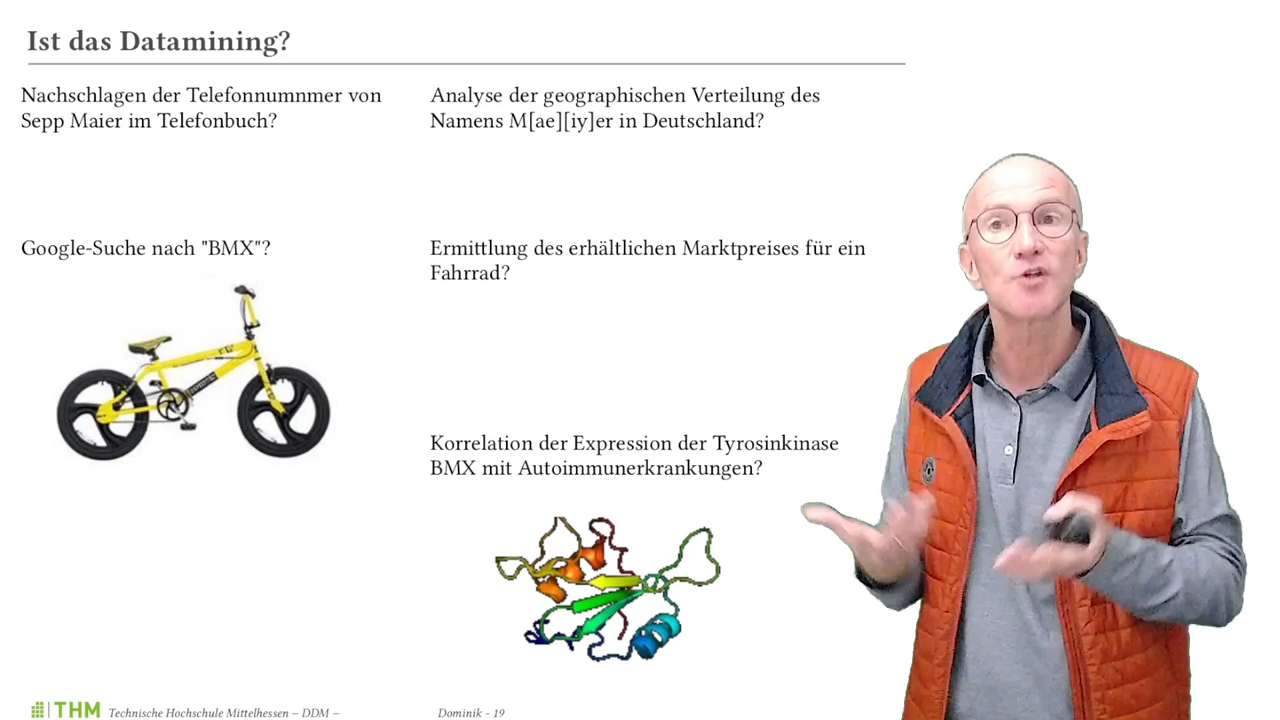 Ist das Datamining?
Nachschlagen der Telefonnumnmer von
Sepp Maier im Telefonbuch?
Analyse der geographischen Verteilung des
Namens M[ae][iy]er in Deutschland?
Google-Suche nach "BMX"?
Ermittlung des erhältlichen Marktpreises für ein
Fahrrad?
Korrelation der Expression der Tyrosinkinase
BMX mit Autoimmunerkrankungen?
THM Technische Hochschule Mittelhessen – DDM –
Dominik - 19